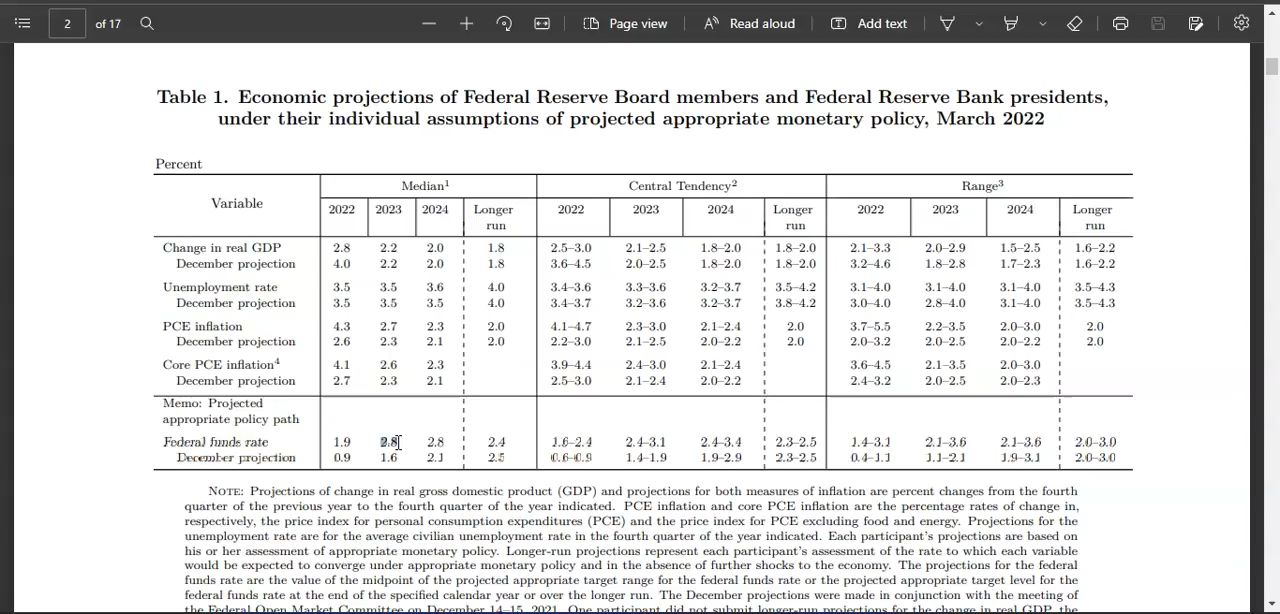 2 of 17 Page view Read aloud Add text
Table 1. Economic projections of Federal Reserve Board members and Federal Reserve Bank presidents,
under their individual assumptions of projected appropriate monetary policy, March 2022
Percent
Variable Median¹ Central Tendency² Range³
2022 2023 2024 Longer run 2022 2023 2024 Longer run 2022 2023 2024 Longer run
Change in real GDP 2.8 2.2 2.0 1.8 2.5–3.0 2.1–2.5 1.8–2.0 1.8–2.0 2.1–3.3 2.0–2.9 1.5–2.5 1.6–2.2
December projection 4.0 2.2 2.0 1.8 3.6–4.5 2.0–2.5 1.8–2.0 1.8–2.0 3.2–4.6 1.8–2.8 1.7–2.3 1.6–2.2
Unemployment rate 3.5 3.5 3.6 4.0 3.4–3.6 3.3–3.6 3.2–3.7 3.5–4.2 3.1–4.0 3.1–4.0 3.1–4.0 3.5–4.3
December projection 3.5 3.5 3.5 4.0 3.4–3.7 3.2–3.6 3.2–3.7 3.8–4.2 3.0–4.0 2.8–4.0 3.1–4.0 3.5–4.3
PCE inflation 4.3 2.7 2.3 2.0 4.1–4.7 2.3–3.0 2.1–2.4 2.0 3.7–5.5 2.2–3.5 2.0–3.0 2.0
December projection 2.6 2.3 2.1 2.0 2.2–3.0 2.1–2.5 2.0–2.2 2.0 2.0–3.2 2.0–2.5 2.0–2.2 2.0
Core PCE inflation⁴ 4.1 2.6 2.3 3.9–4.4 2.4–3.0 2.1–2.4 3.6–4.5 2.1–3.5 2.0–3.0
December projection 2.7 2.3 2.1 2.5–3.0 2.1–2.4 2.0–2.2 2.4–3.2 2.0–2.5 2.0–2.3
Memo: Projected
appropriate policy path
Federal funds rate 1.9 2.8 2.8 2.4 1.6–2.4 2.4–3.1 2.4–3.4 2.3–2.5 1.4–3.1 2.1–3.6 2.1–3.6 2.0–3.0
December projection 0.9 1.6 2.1 2.5 0.6–0.9 1.4–1.9 1.9–2.9 2.3–2.5 0.4–1.1 1.1–2.1 1.9–3.1 2.0–3.0
NOTE: Projections of change in real gross domestic product (GDP) and projections for both measures of inflation are percent changes from the fourth
quarter of the previous year to the fourth quarter of the year indicated. PCE inflation and core PCE inflation are the percentage rates of change in,
respectively, the price index for personal consumption expenditures (PCE) and the price index for PCE excluding food and energy. Projections for the
unemployment rate are for the average civilian unemployment rate in the fourth quarter of the year indicated. Each participant's projections are based on
his or her assessment of appropriate monetary policy. Longer-run projections represent each participant's assessment of the rate to which each variable
would be expected to converge under appropriate monetary policy and in the absence of further shocks to the economy. The projections for the federal
funds rate are the value of the midpoint of the projected appropriate target range for the federal funds rate or the projected appropriate target level for the
federal funds rate at the end of the specified calendar year or over the longer run. The December projections were made in conjunction with the meeting of
the Federal Open Market Committee on December 14–15, 2021. One participant did not submit longer-run projections for the change in real GDP, the